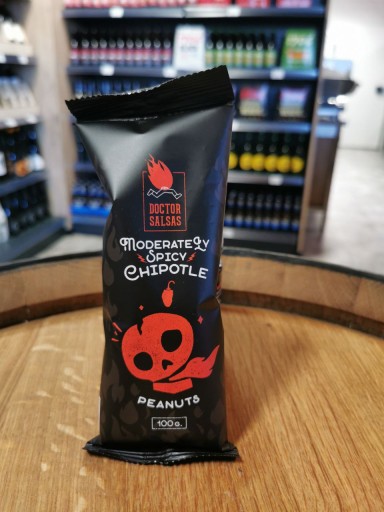 DOCTOR
SALSAS
MODERATELY
SPICY
CHIPOTLE
PEANUTS
100 G.